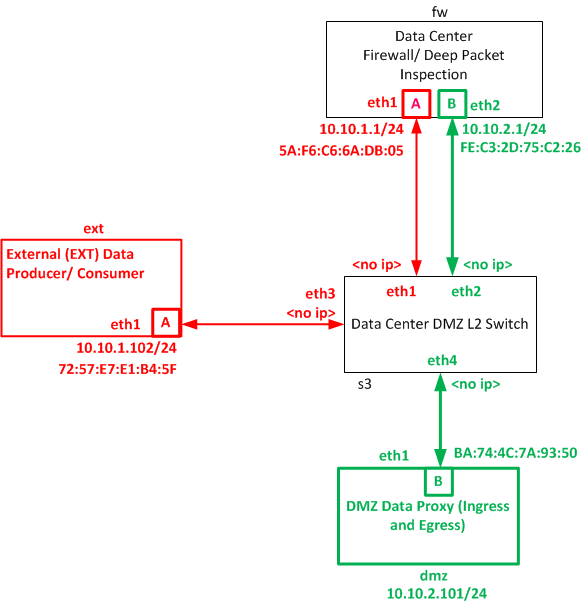 fw
Data Center
Firewall/ Deep Packet
Inspection
eth1 A B eth2
10.10.1.1/24 10.10.2.1/24
5A:F6:C6:6A:DB:05 FE:C3:2D:75:C2:26
ext
External (EXT) Data
Producer/ Consumer
eth1 A
10.10.1.102/24
72:57:E7:E1:B4:5F
<no ip> <no ip>
eth3 eth1 eth2
<no ip>
Data Center DMZ L2 Switch
eth4
s3 <no ip>
eth1 BA:74:4C:7A:93:50
B
DMZ Data Proxy (Ingress
and Egress)
dmz
10.10.2.101/24